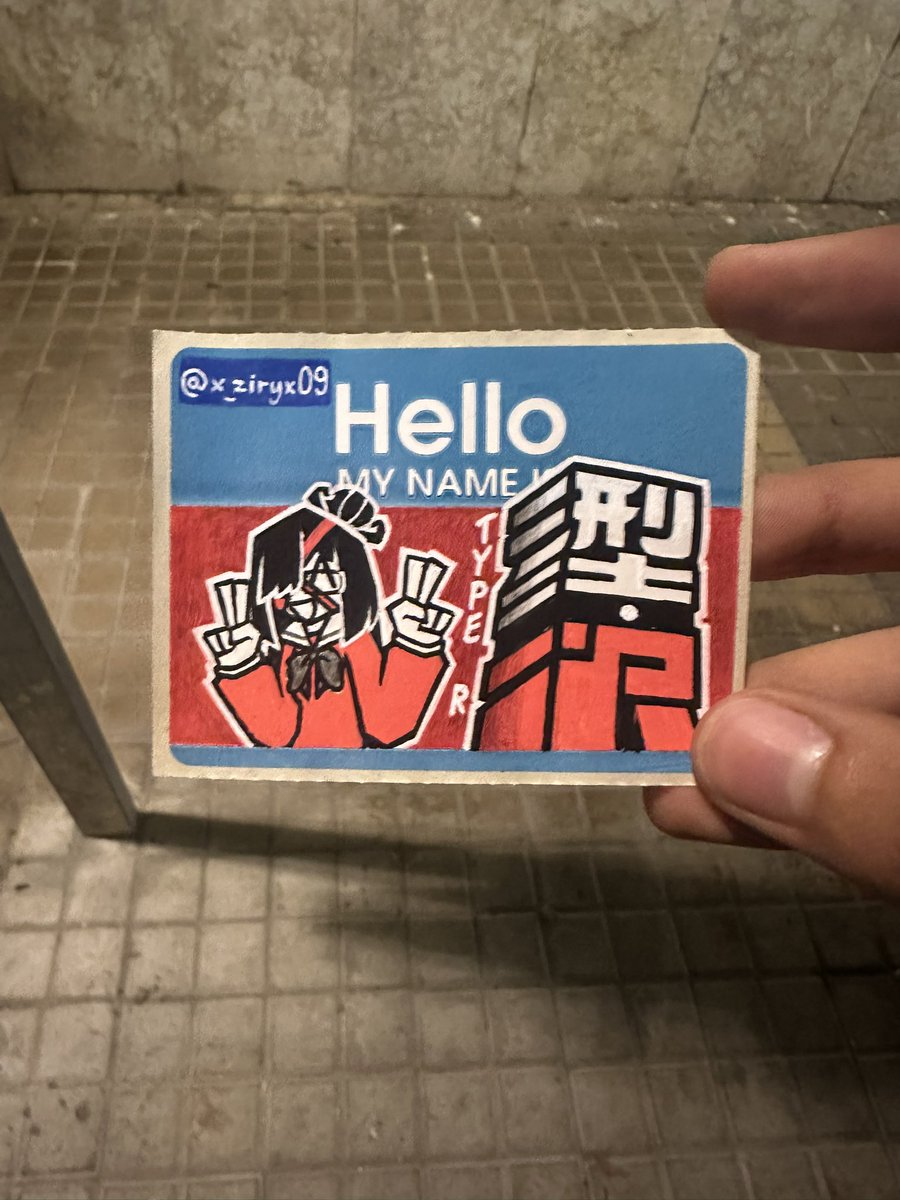 @x_ziryx09
Hello
MY NAME
TYPE R
型